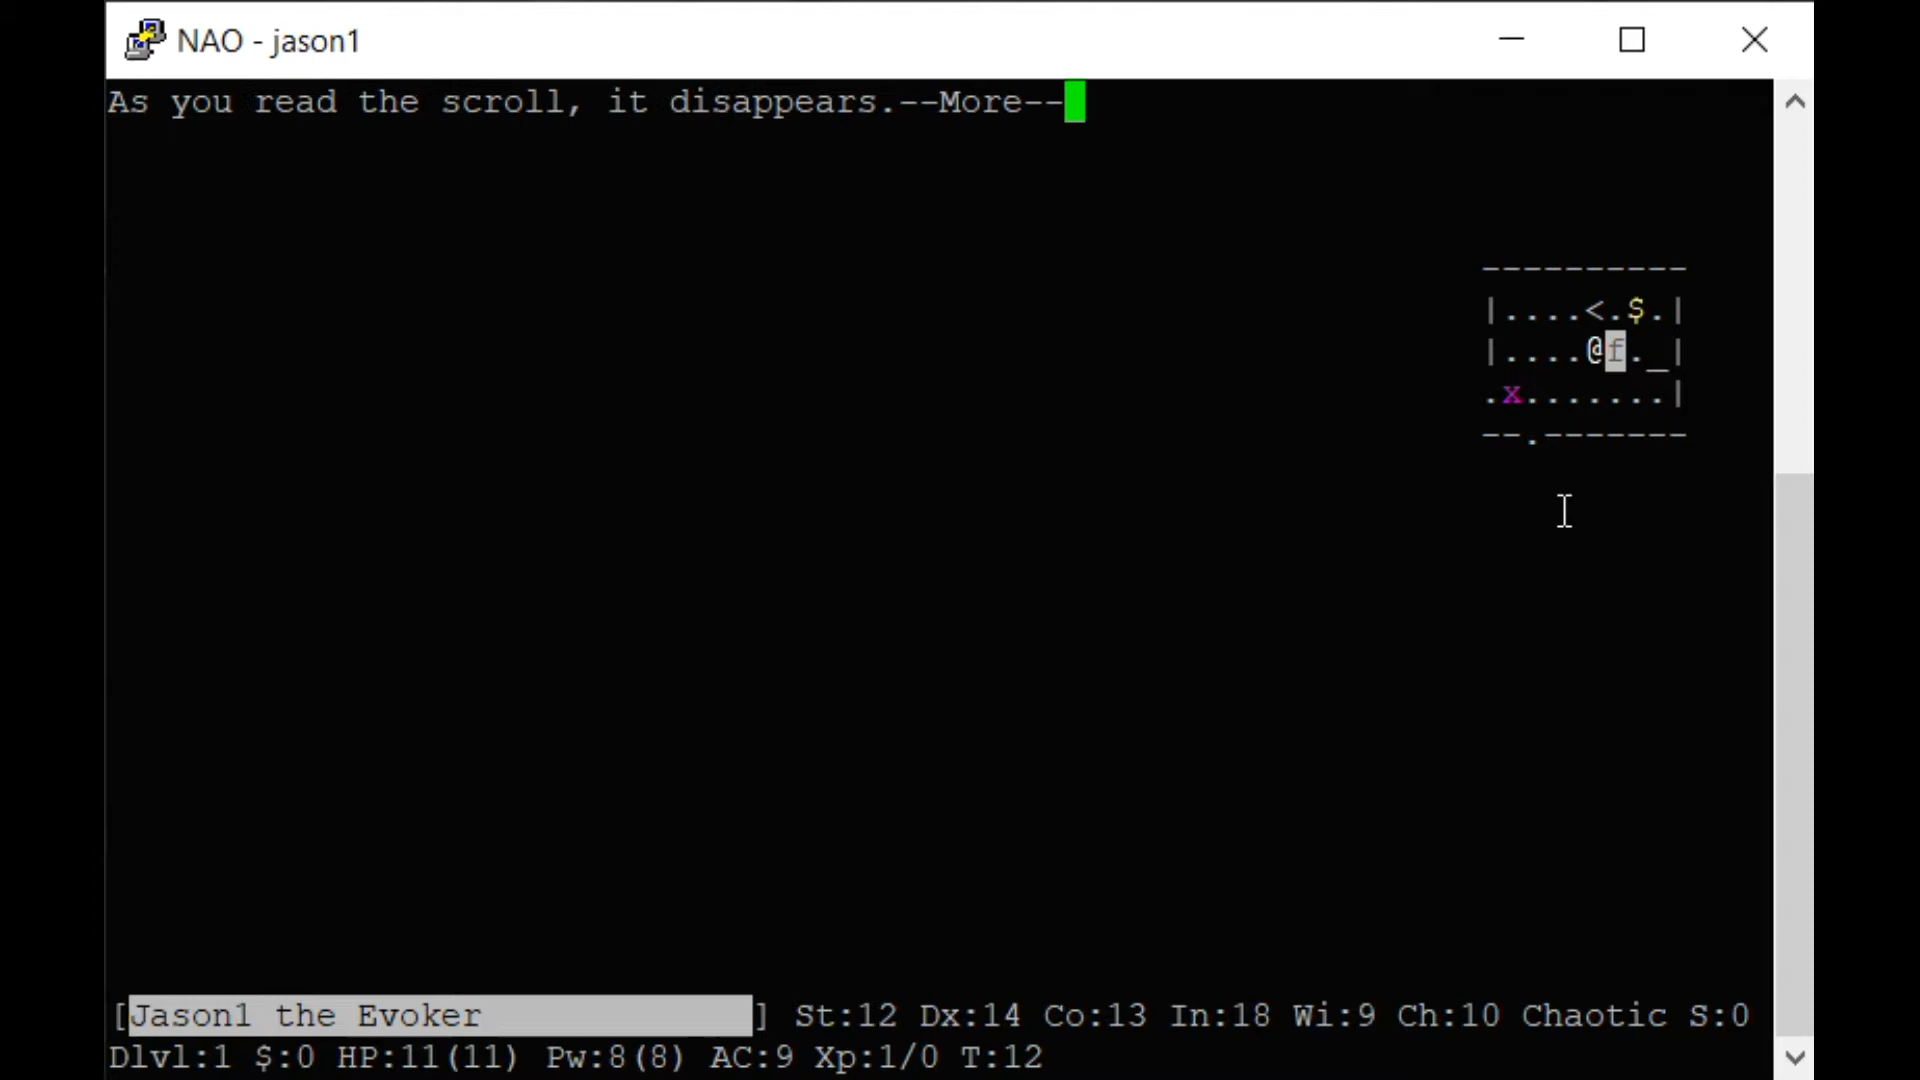 NAO - jason1
As you read the scroll, it disappears.--More--
----------
|....<.$.|
|....@f._|
.x.......|
--.-------
[Jason1 the Evoker ] St:12 Dx:14 Co:13 In:18 Wi:9 Ch:10 Chaotic S:0
Dlvl:1 $:0 HP:11(11) Pw:8(8) AC:9 Xp:1/0 T:12